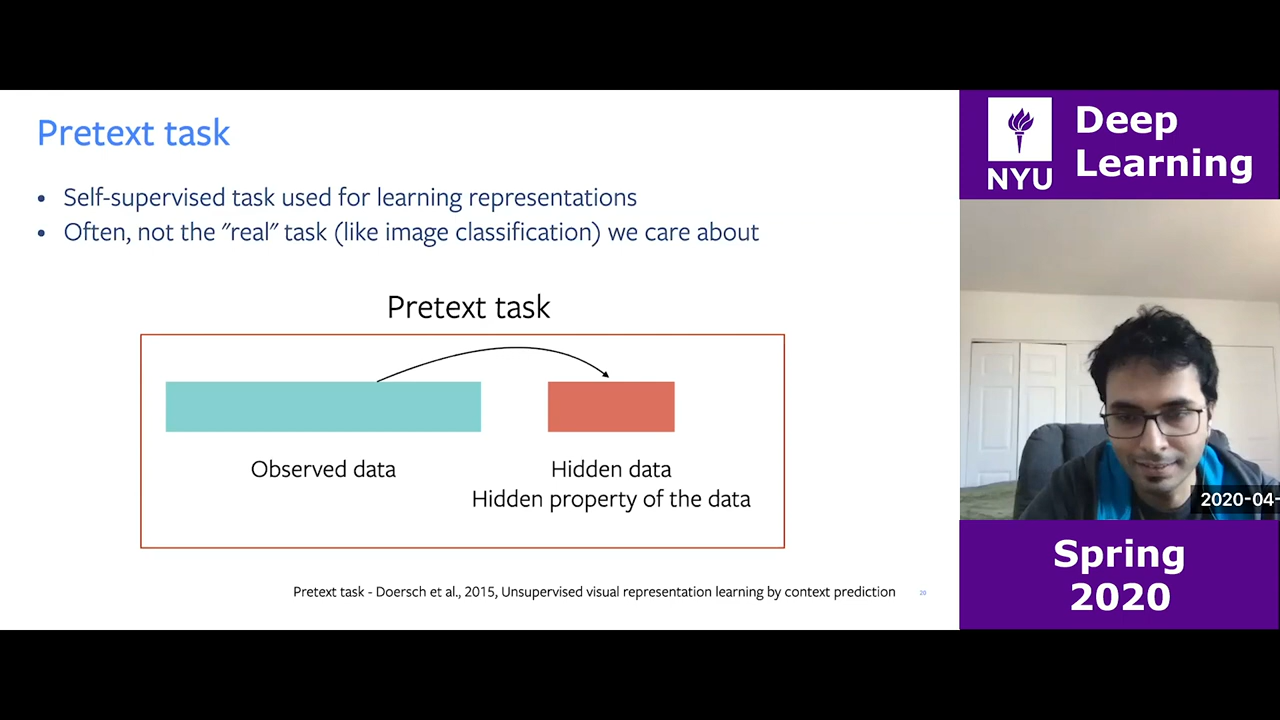 Pretext task
• Self-supervised task used for learning representations
• Often, not the "real" task (like image classification) we care about
Pretext task
Observed data
Hidden data
Hidden property of the data
Pretext task - Doersch et al., 2015, Unsupervised visual representation learning by context prediction
20
NYU
Deep
Learning
2020-04-
Spring
2020